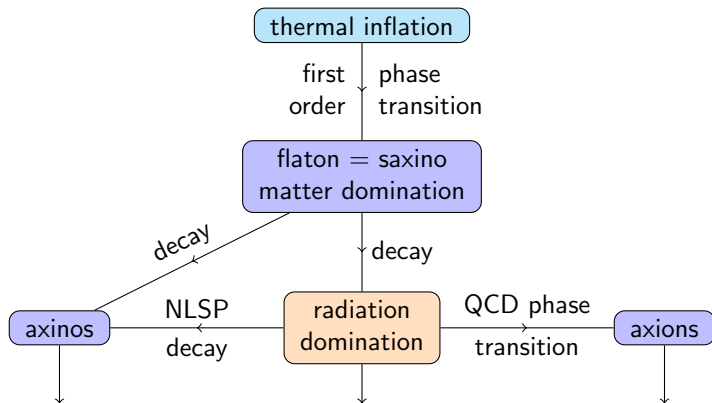 thermal inflation
first phase
order transition
flaton = saxino
matter domination
decay
decay
axinos
NLSP
decay
radiation
domination
QCD phase
transition
axions